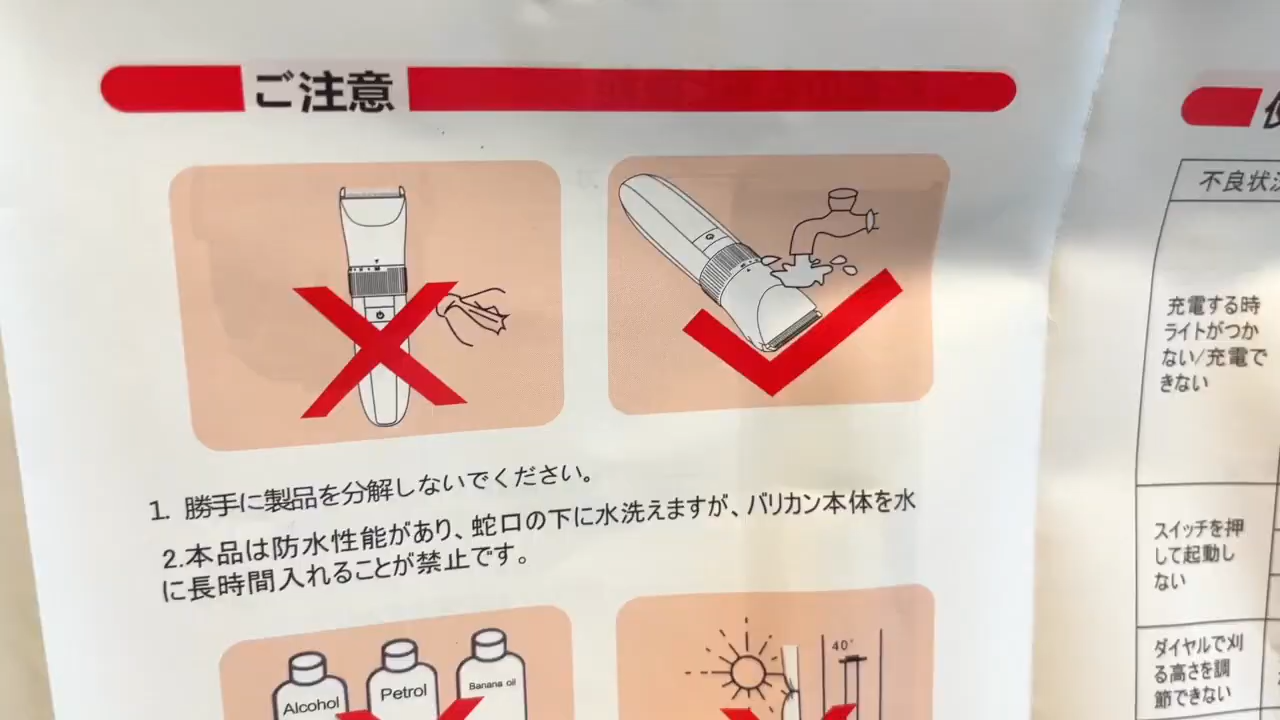 ご注意
1. 勝手に製品を分解しないでください。
2.本品は防水性能があり、蛇口の下に水洗えますが、バリカン本体を水
に長時間入れることが禁止です。
Alcohol
Petrol
Banana oil
40°
不良状
充電する時
ライトがつか
ない/充電で
きない
スイッチを押
して起動し
ない
ダイヤルで刈
る高さを調
節できない